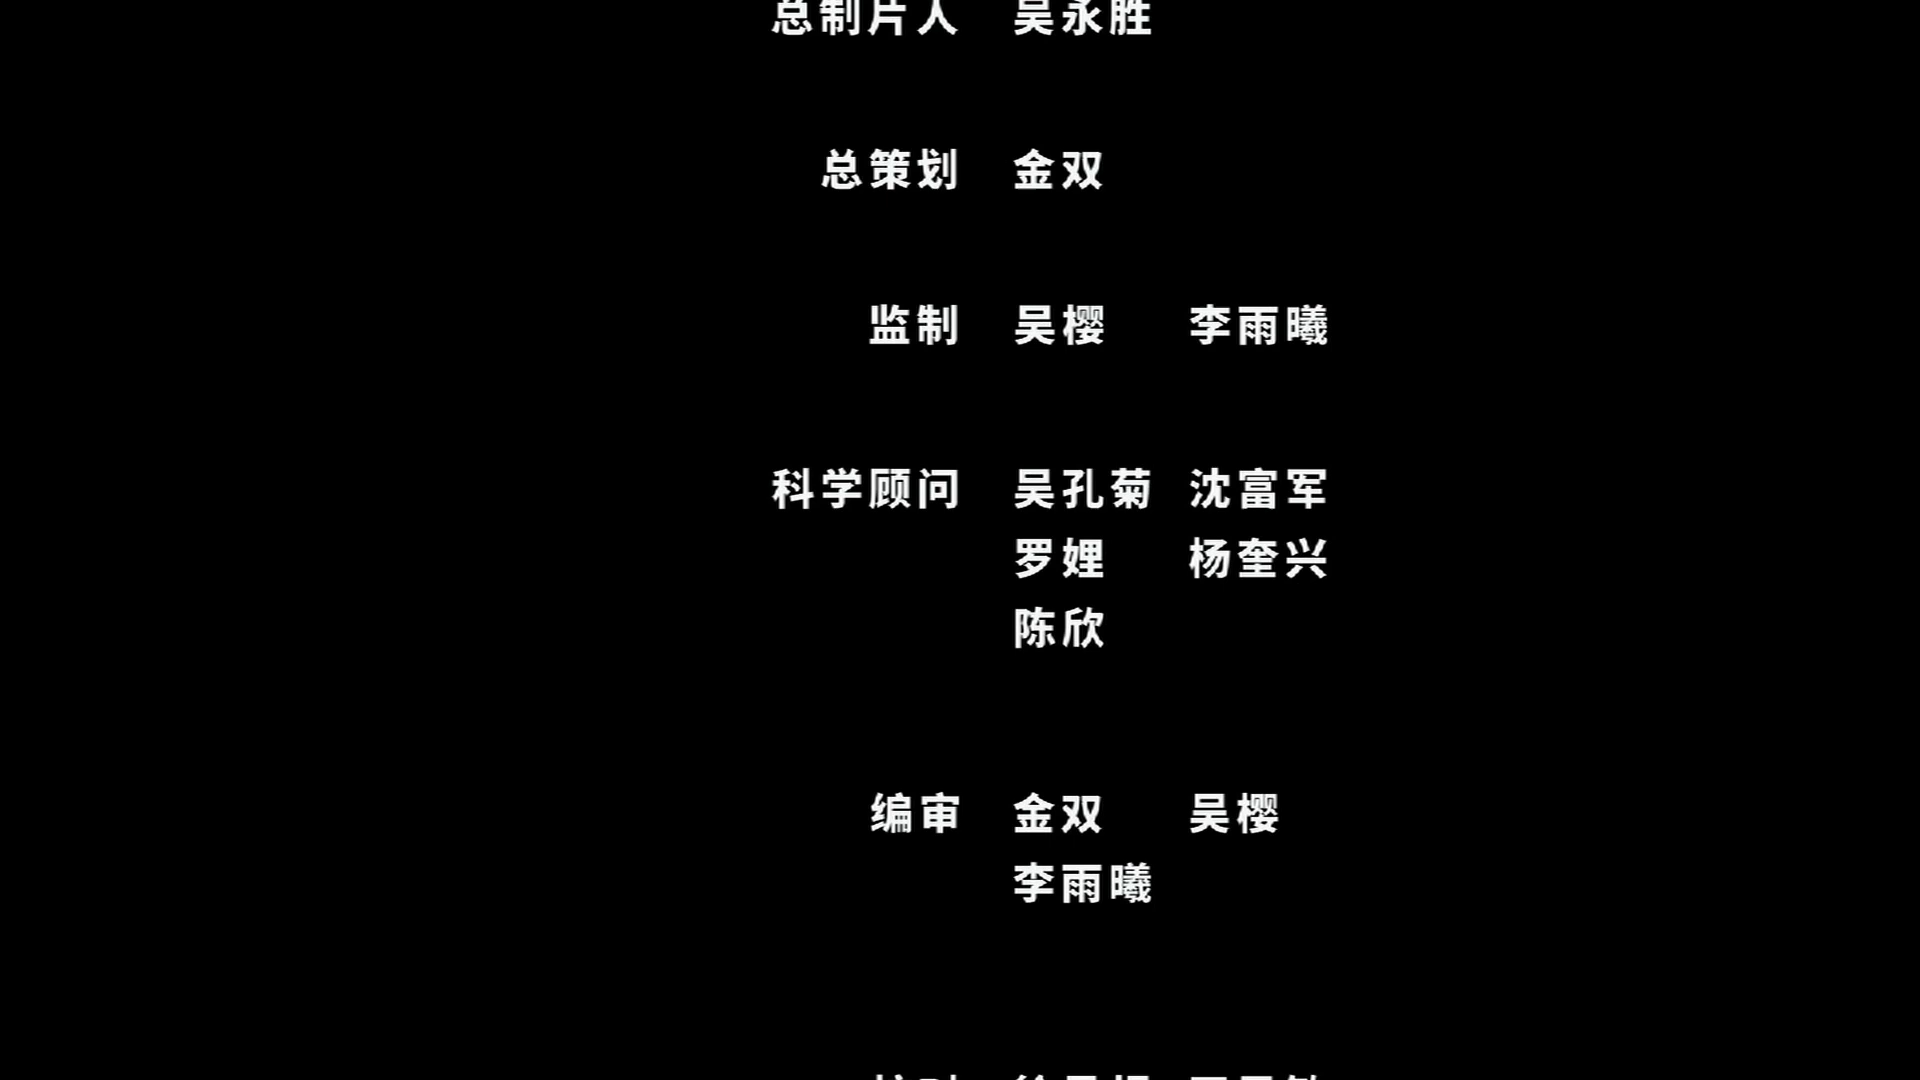 总制片人 吴永胜
总策划 金双
监制 吴樱 李雨曦
科学顾问 吴孔菊 沈富军
罗娌 杨奎兴
陈欣
编审 金双 吴樱
李雨曦